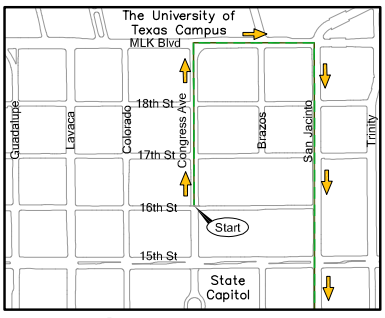 The University of
Texas Campus
MLK Blvd
18th St
Guadalupe
Lavaca
Colorado
Congress Ave
Brazos
San Jacinto
Trinity
17th St
16th St
Start
15th St
State
Capitol